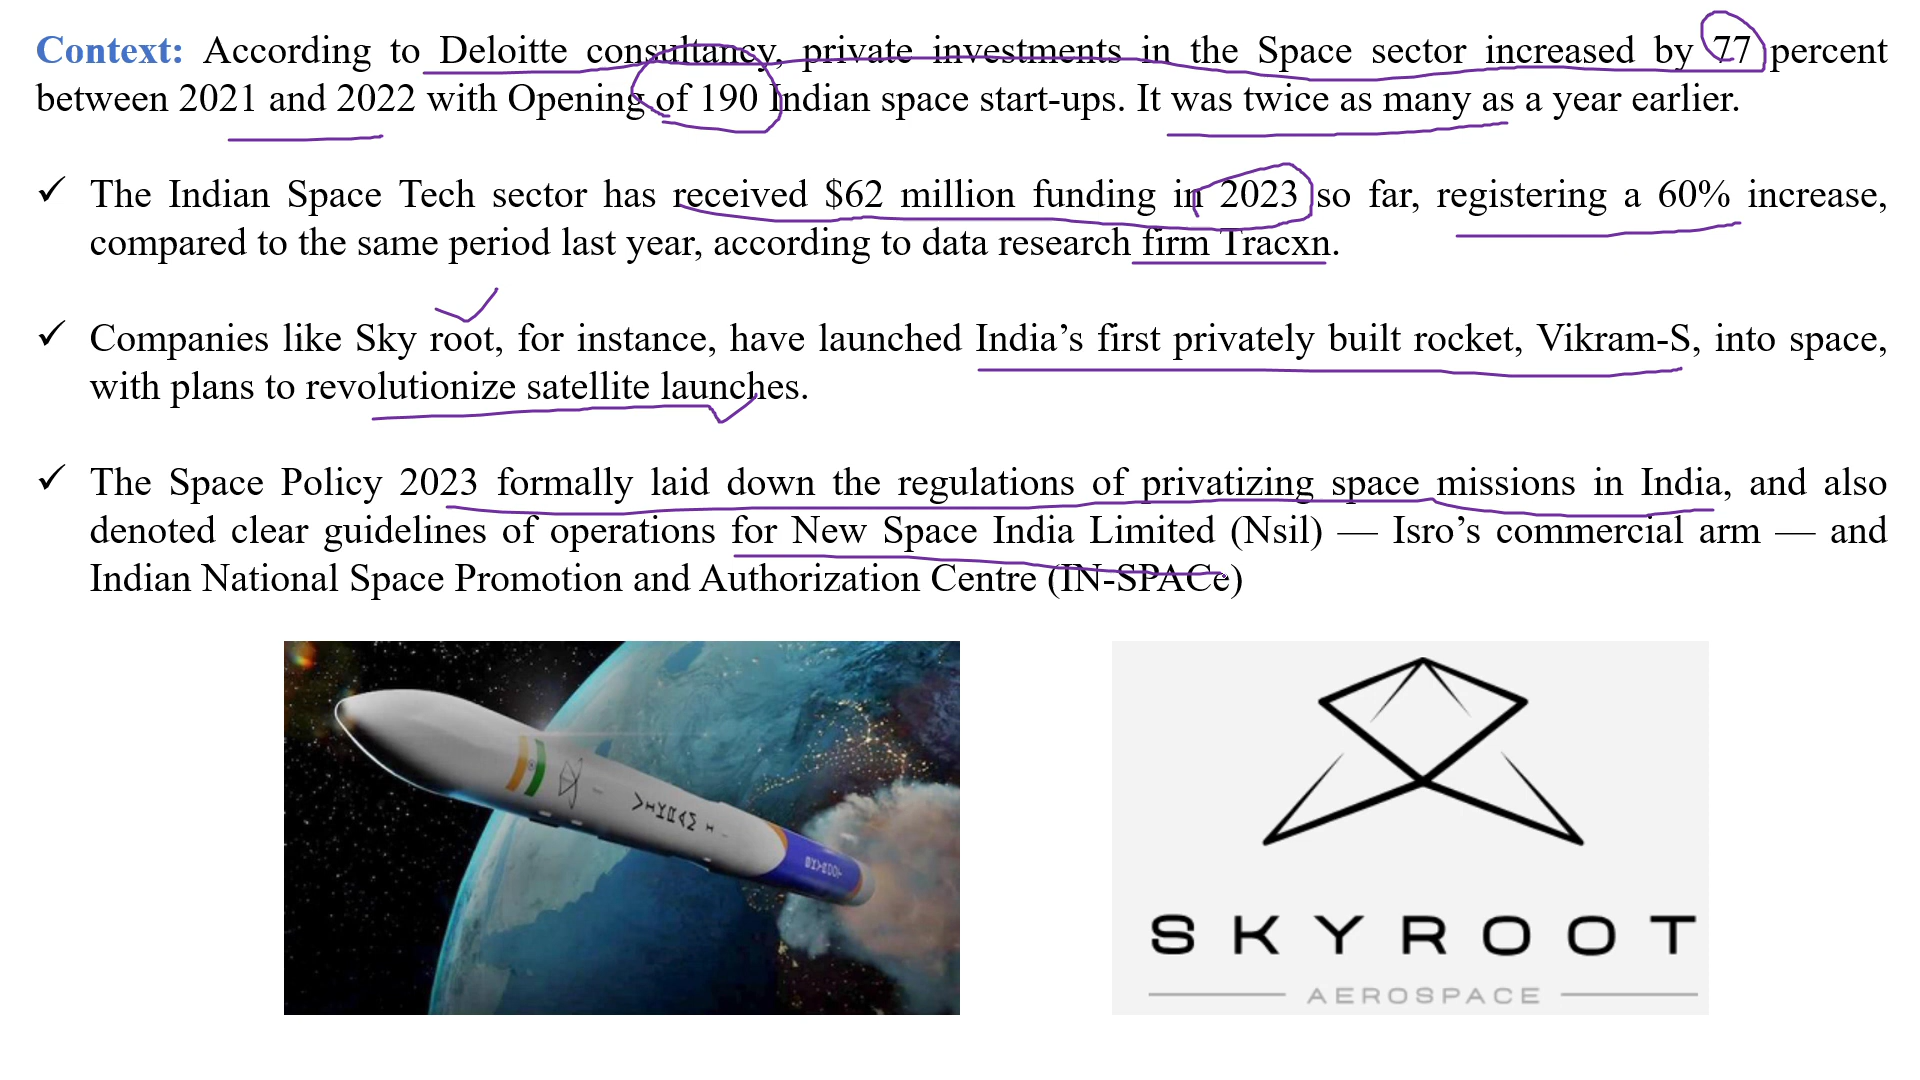 Context: According to Deloitte consultancy, private investments in the Space sector increased by 77 percent
between 2021 and 2022 with Opening of 190 Indian space start-ups. It was twice as many as a year earlier.
✓ The Indian Space Tech sector has received $62 million funding in 2023 so far, registering a 60% increase,
compared to the same period last year, according to data research firm Tracxn.
✓ Companies like Sky root, for instance, have launched India’s first privately built rocket, Vikram-S, into space,
with plans to revolutionize satellite launches.
✓ The Space Policy 2023 formally laid down the regulations of privatizing space missions in India, and also
denoted clear guidelines of operations for New Space India Limited (Nsil) — Isro’s commercial arm — and
Indian National Space Promotion and Authorization Centre (IN-SPACe)
VIKRAM I
SKYROOT
SKYROOT
AEROSPACE